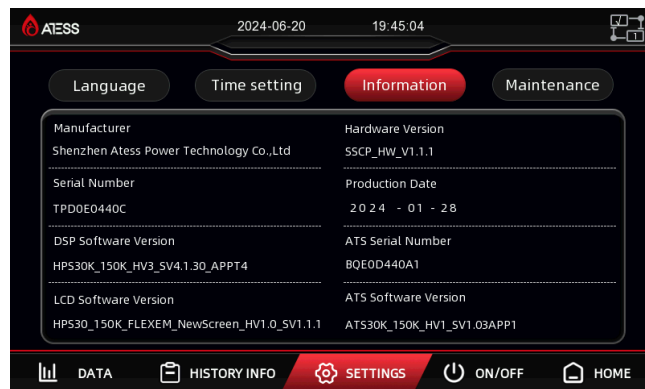 ATESS 2024-06-20 19:45:04
1
Language Time setting Information Maintenance
Manufacturer
Shenzhen Atess Power Technology Co.,Ltd
Hardware Version
SSCP_HW_V1.1.1
Serial Number
TPD0E0440C
Production Date
2024 - 01 - 28
DSP Software Version
HPS30K_150K_HV3_SV4.1.30_APPT4
ATS Serial Number
BQE0D440A1
LCD Software Version
HPS30_150K_FLEXEM_NewScreen_HV1.0_SV1.1.1
ATS Software Version
ATS30K_150K_HV1_SV1.03APP1
DATA HISTORY INFO SETTINGS ON/OFF HOME